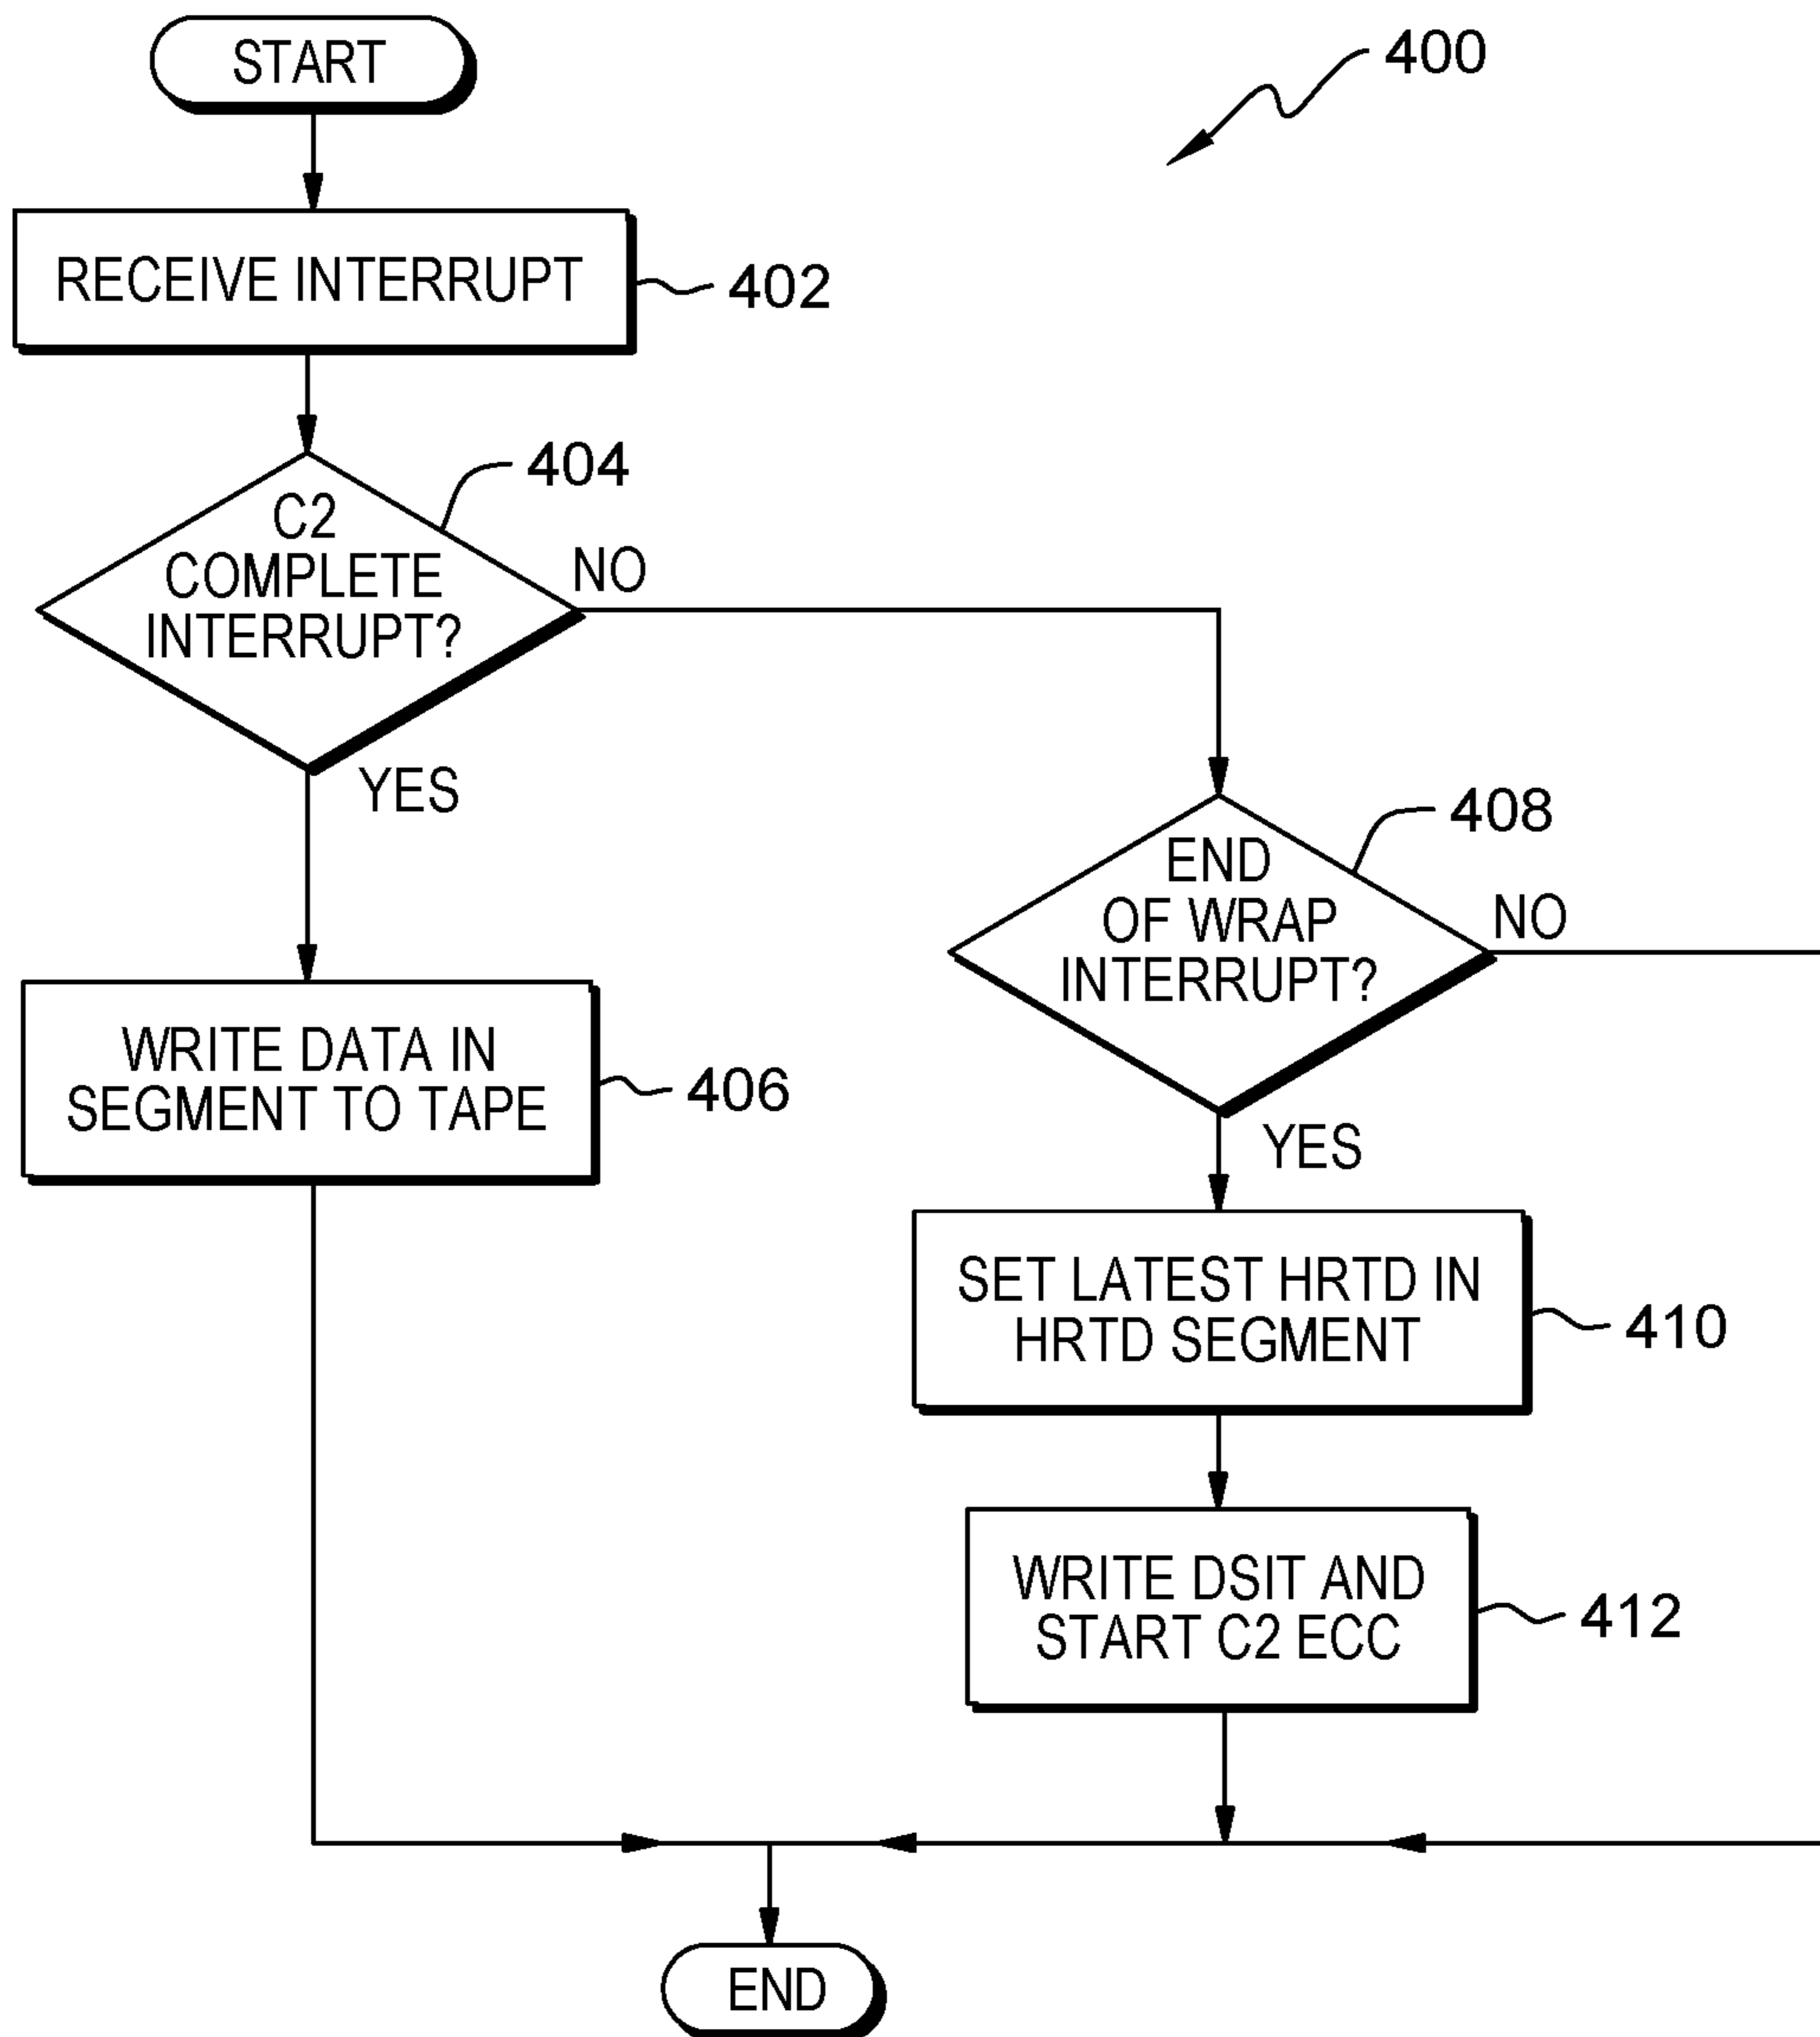 START
400
RECEIVE INTERRUPT
402
404
C2
COMPLETE
INTERRUPT?
NO
YES
408
END
OF WRAP
INTERRUPT?
NO
WRITE DATA IN
SEGMENT TO TAPE
406
YES
SET LATEST HRTD IN
HRTD SEGMENT
410
WRITE DSIT AND
START C2 ECC
412
END